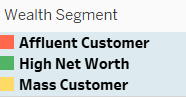 Wealth Segment
Affluent Customer
High Net Worth
Mass Customer